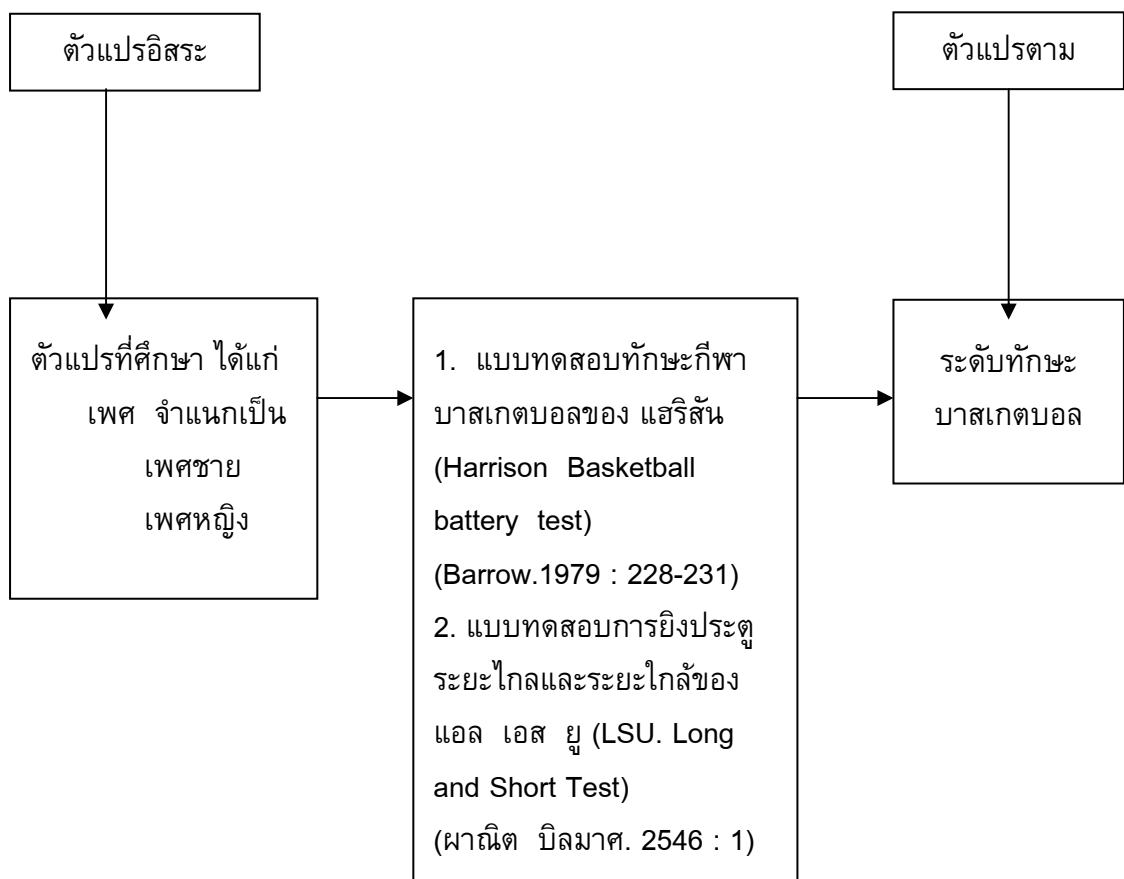 ตัวแปรอิสระ
ตัวแปรตาม
ตัวแปรที่ศึกษา ได้แก่
เพศ จำแนกเป็น
เพศชาย
เพศหญิง
1. แบบทดสอบทักษะกีฬา
บาสเกตบอลของ แฮริสัน
(Harrison Basketball
battery test)
(Barrow.1979 : 228-231)
2. แบบทดสอบการยิงประตู
ระยะไกลและระยะใกล้ของ
แอล เอส ยู (LSU. Long
and Short Test)
(ผาณิต บิลมาศ. 2546 : 1)
ระดับทักษะ
บาสเกตบอล